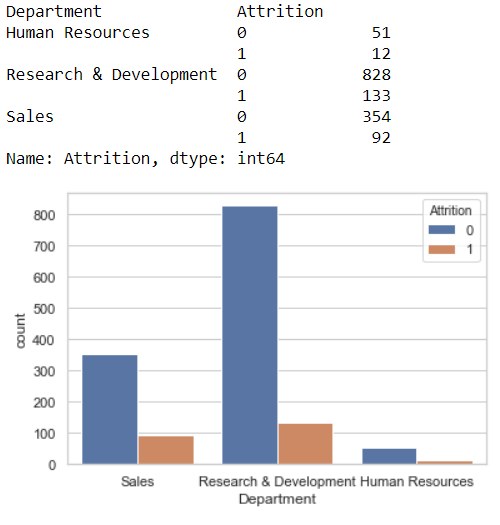 Department Attrition
Human Resources 0 51
1 12
Research & Development 0 828
1 133
Sales 0 354
1 92
Name: Attrition, dtype: int64
Attrition
0
1
800
700
600
500
400
300
200
100
0
count
Sales Research & Development Human Resources
Department